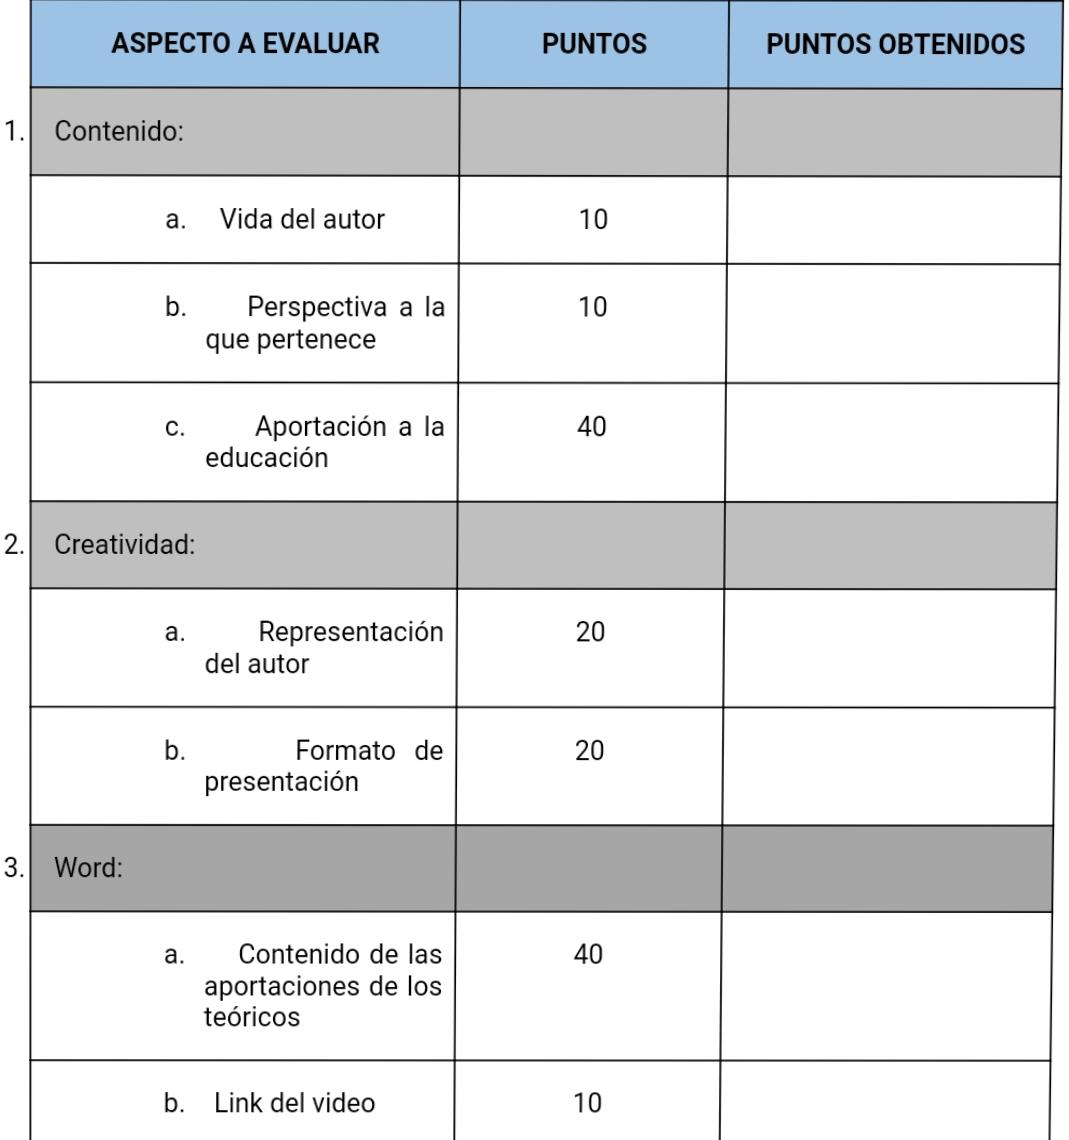 ASPECTO A EVALUAR PUNTOS PUNTOS OBTENIDOS
1. Contenido:
a. Vida del autor 10
b. Perspectiva a la 10
que pertenece
c. Aportación a la 40
educación
2. Creatividad:
a. Representación 20
del autor
b. Formato de 20
presentación
3. Word:
a. Contenido de las 40
aportaciones de los
teóricos
b. Link del video 10